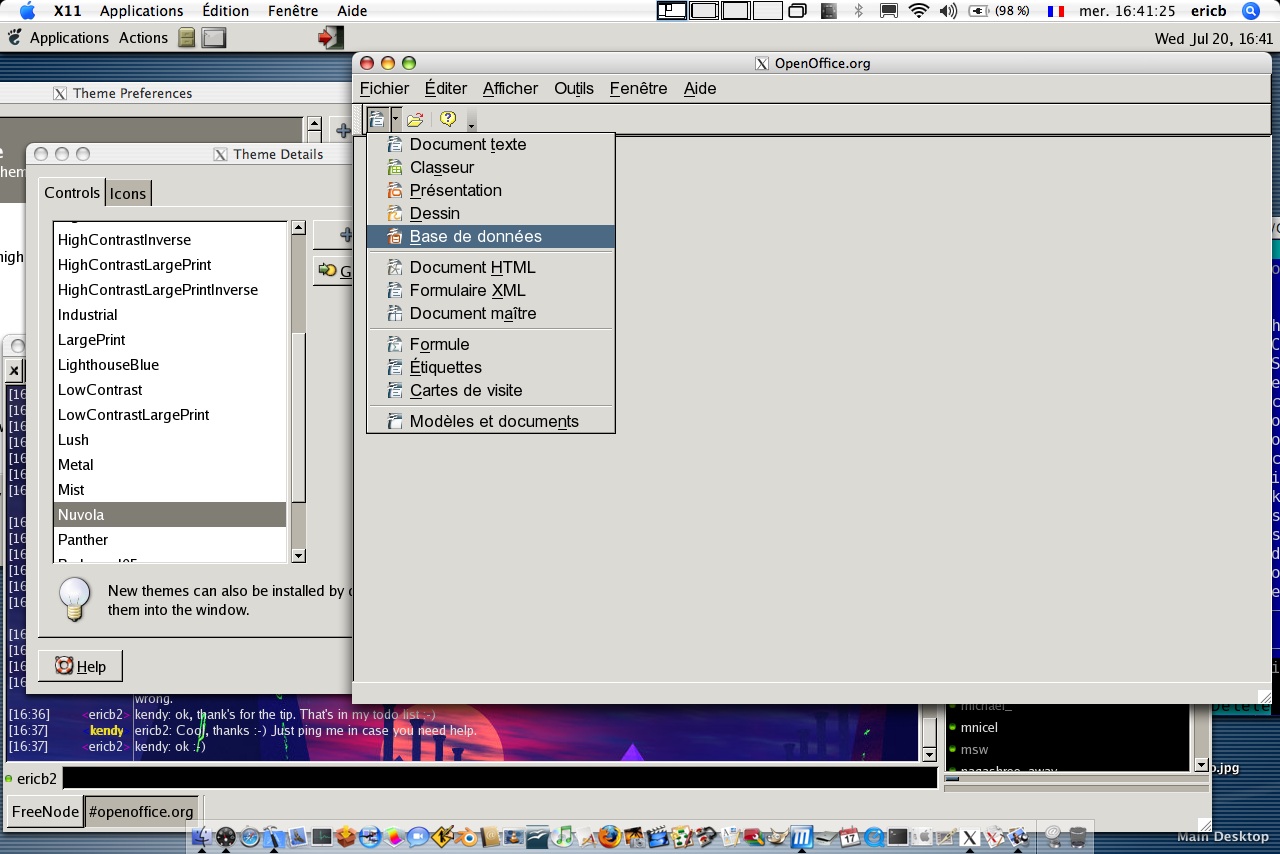 X11 Applications Édition Fenêtre Aide
(98 %) mer. 16:41:25 ericb
Applications Actions
Wed Jul 20, 16:41
Theme Preferences
Theme Details
Controls Icons
HighContrastInverse
HighContrastLargePrint
HighContrastLargePrintInverse
Industrial
LargePrint
LighthouseBlue
LowContrast
LowContrastLargePrint
Lush
Metal
Mist
Nuvola
Panther
New themes can also be installed by
them into the window.
Help
OpenOffice.org
Fichier Éditer Afficher Outils Fenêtre Aide
Document texte
Classeur
Présentation
Dessin
Base de données
Document HTML
Formulaire XML
Document maître
Formule
Étiquettes
Cartes de visite
Modèles et documents
wrong.
[16:36] <ericb2> kendy: ok, thank's for the tip. That's in my todo list :-)
[16:37] kendy ericb2: Cool, thanks :-) Just ping me in case you need help.
[16:37] <ericb2> kendy: ok :-)
michael_
mnicel
msw
nagashree_away
ericb2
FreeNode #openoffice.org
Delete
o.jpg
17
Main Desktop